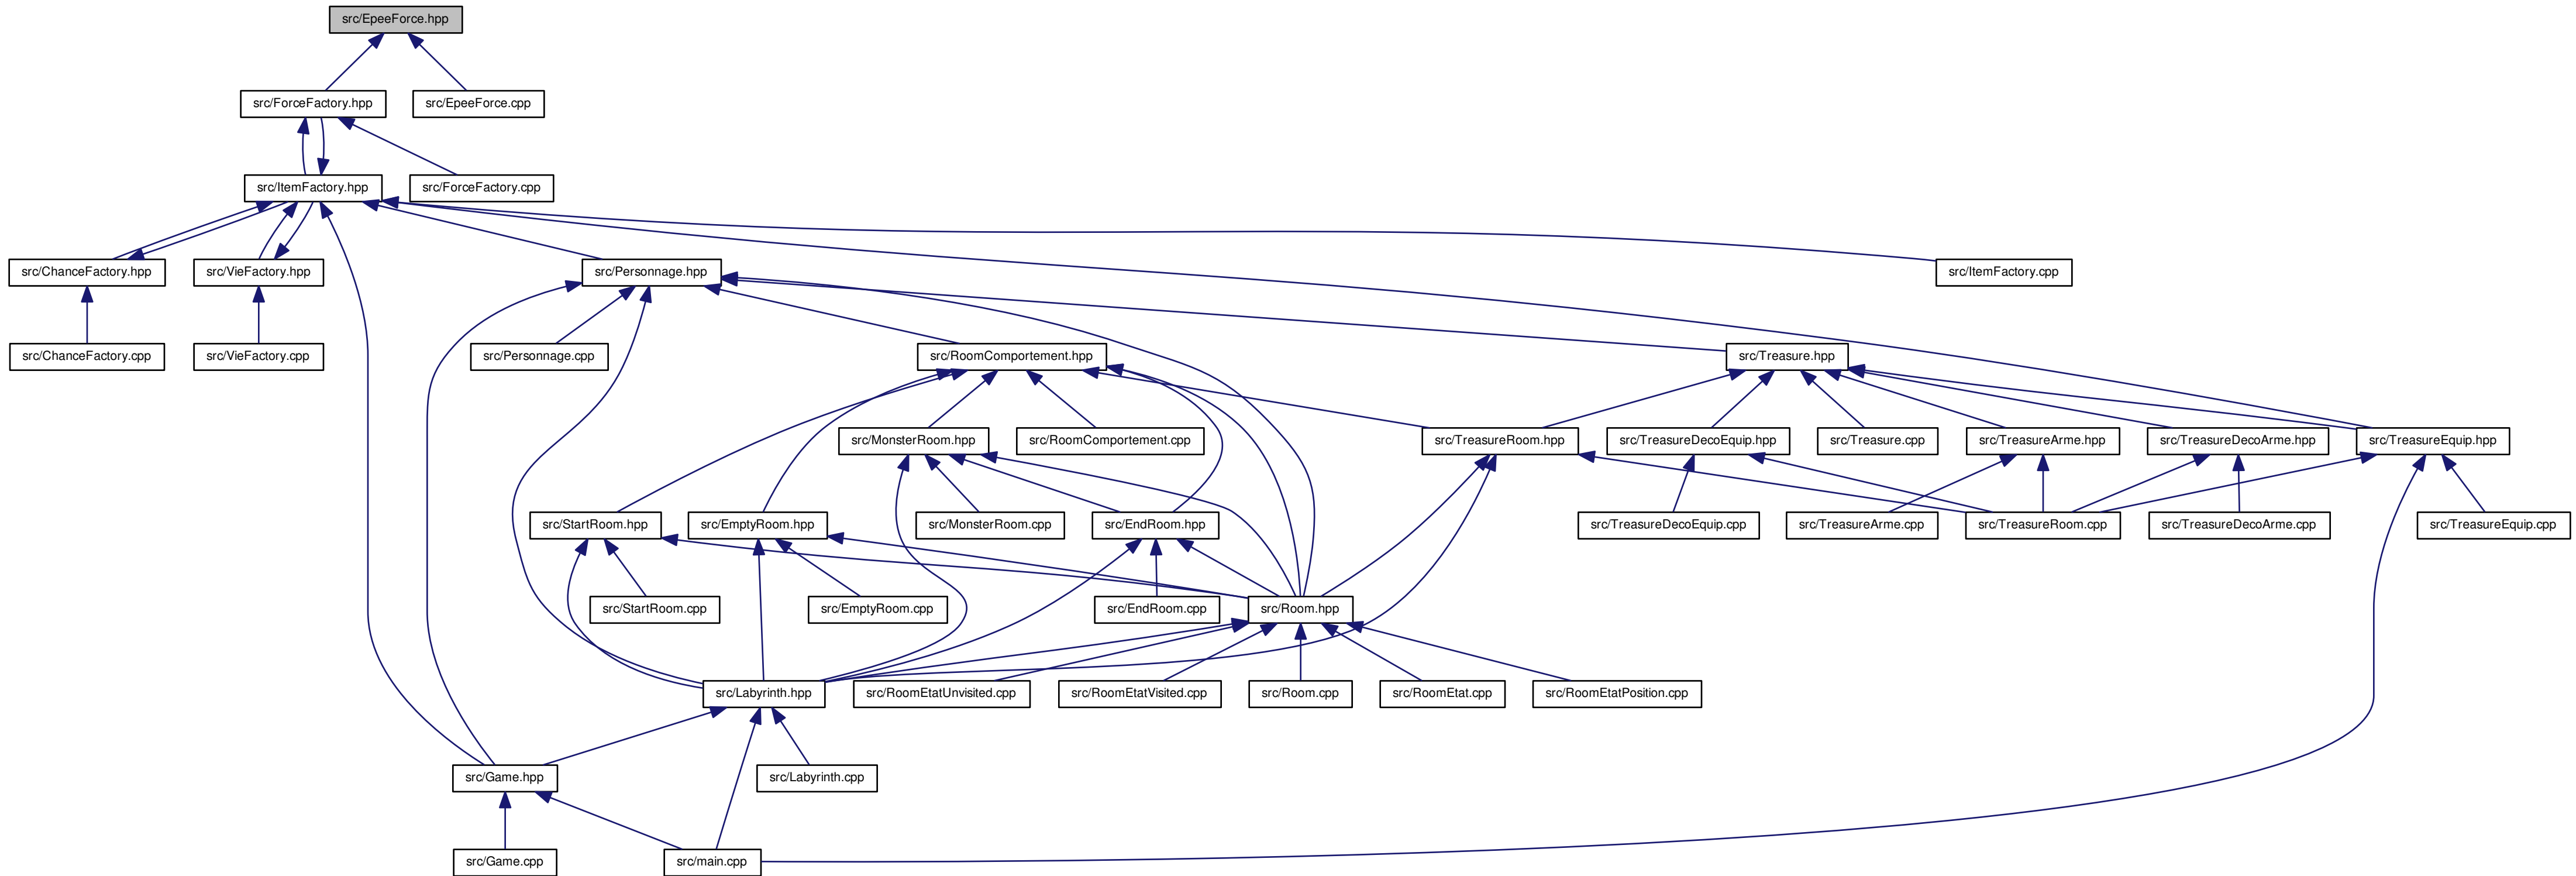 src/EpeeForce.hpp
src/ForceFactory.hpp
src/EpeeForce.cpp
src/ItemFactory.hpp
src/ForceFactory.cpp
src/ChanceFactory.hpp
src/VieFactory.hpp
src/Personnage.hpp
src/ItemFactory.cpp
src/ChanceFactory.cpp
src/VieFactory.cpp
src/Personnage.cpp
src/RoomComportement.hpp
src/Treasure.hpp
src/MonsterRoom.hpp
src/RoomComportement.cpp
src/TreasureRoom.hpp
src/TreasureDecoEquip.hpp
src/Treasure.cpp
src/TreasureArme.hpp
src/TreasureDecoArme.hpp
src/TreasureEquip.hpp
src/StartRoom.hpp
src/EmptyRoom.hpp
src/MonsterRoom.cpp
src/EndRoom.hpp
src/TreasureDecoEquip.cpp
src/TreasureArme.cpp
src/TreasureRoom.cpp
src/TreasureDecoArme.cpp
src/TreasureEquip.cpp
src/StartRoom.cpp
src/EmptyRoom.cpp
src/EndRoom.cpp
src/Room.hpp
src/Labyrinth.hpp
src/RoomEtatUnvisited.cpp
src/RoomEtatVisited.cpp
src/Room.cpp
src/RoomEtat.cpp
src/RoomEtatPosition.cpp
src/Game.hpp
src/Labyrinth.cpp
src/Game.cpp
src/main.cpp